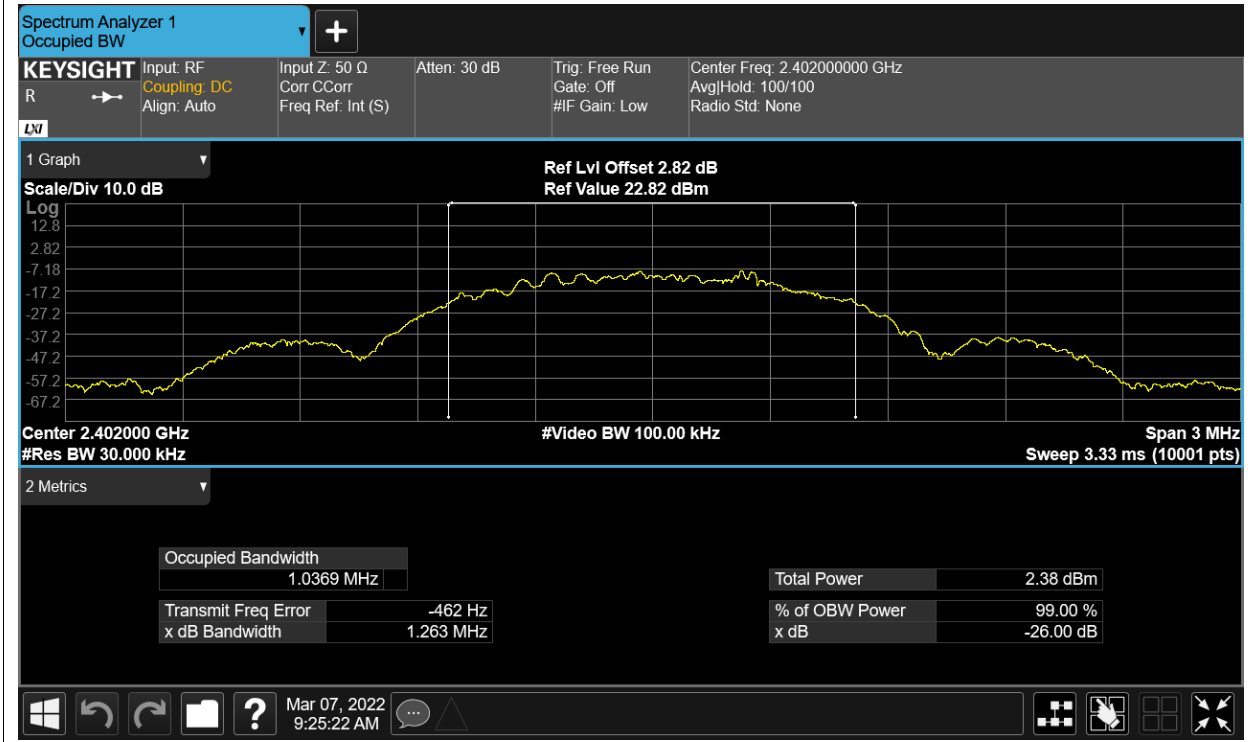 Spectrum Analyzer 1
Occupied BW
KEYSIGHT Input: RF Input Z: 50 Ω Atten: 30 dB Trig: Free Run Center Freq: 2.402000000 GHz
R Coupling: DC Corr CCorr Gate: Off Avg|Hold: 100/100
Align: Auto Freq Ref: Int (S) #IF Gain: Low Radio Std: None
LXI
1 Graph
Ref Lvl Offset 2.82 dB
Scale/Div 10.0 dB Ref Value 22.82 dBm
Log
12.8
2.82
-7.18
-17.2
-27.2
-37.2
-47.2
-57.2
-67.2
Center 2.402000 GHz #Video BW 100.00 kHz Span 3 MHz
#Res BW 30.000 kHz Sweep 3.33 ms (10001 pts)
2 Metrics
Occupied Bandwidth
1.0369 MHz Total Power 2.38 dBm
Transmit Freq Error -462 Hz % of OBW Power 99.00 %
x dB Bandwidth 1.263 MHz x dB -26.00 dB
?
Mar 07, 2022
9:25:22 AM